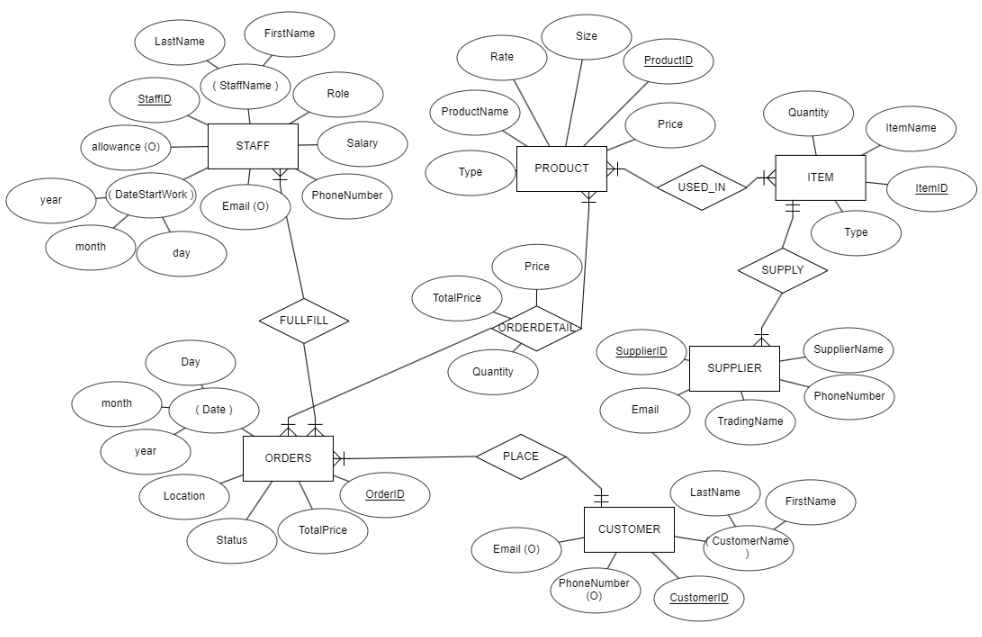 FirstName
LastName
( StaffName )
StaffID
Role
STAFF
allowance (O)
Salary
( DateStartWork )
PhoneNumber
Email (O)
year
month
day
Size
Rate
ProductID
ProductName
Price
Type
PRODUCT
USED_IN
Quantity
ItemName
ITEM
ItemID
Type
SUPPLY
SupplierID
SupplierName
SUPPLIER
PhoneNumber
Email
TradingName
Price
TotalPrice
ORDERDETAIL
Quantity
FULLFILL
Day
month
( Date )
year
ORDERS
Location
OrderID
Status
TotalPrice
PLACE
LastName
FirstName
CUSTOMER
( CustomerName
)
Email (O)
PhoneNumber
(O)
CustomerID